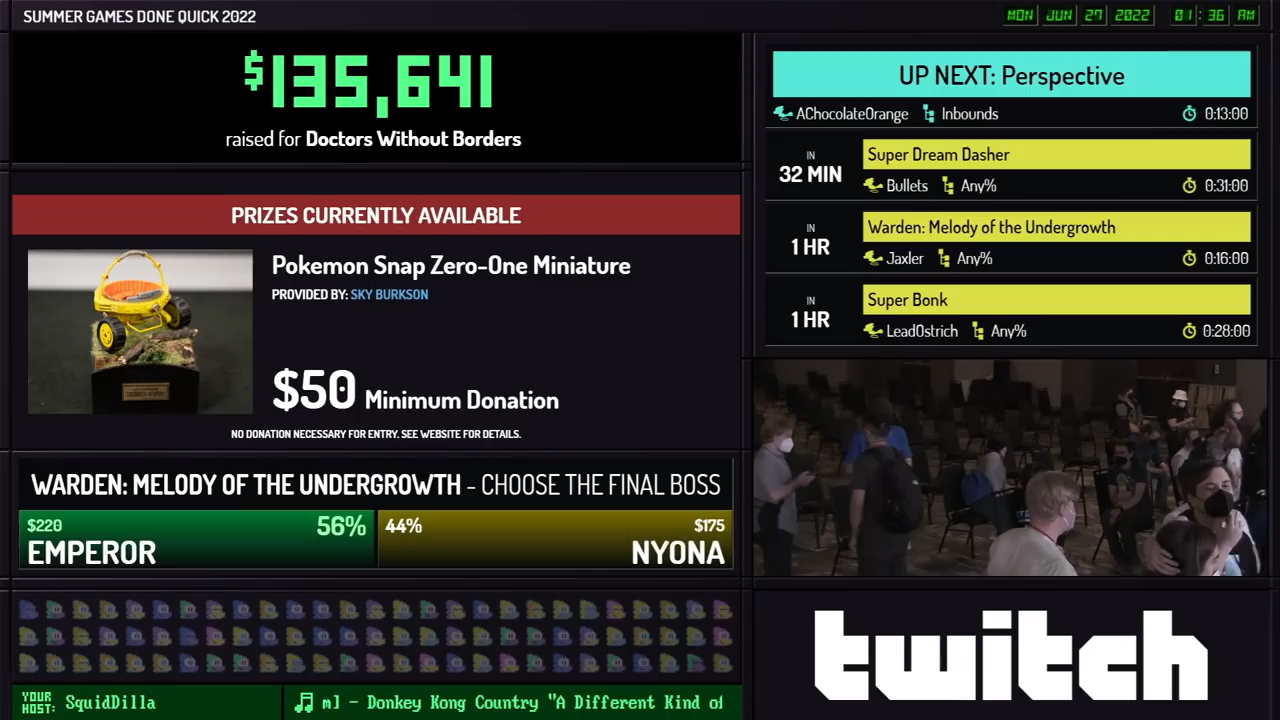 SUMMER GAMES DONE QUICK 2022
MON JUN 27 2022 01:36 AM
$135,641
raised for Doctors Without Borders
PRIZES CURRENTLY AVAILABLE
Pokemon Snap Zero-One Miniature
PROVIDED BY: SKY BURKSON
$50 Minimum Donation
NO DONATION NECESSARY FOR ENTRY. SEE WEBSITE FOR DETAILS.
WARDEN: MELODY OF THE UNDERGROWTH - CHOOSE THE FINAL BOSS
$220 56%
EMPEROR
44% $175
NYONA
YOUR HOST: SquidDilla
m] - Donkey Kong Country "A Different Kind of
UP NEXT: Perspective
AChocolateOrange Inbounds 0:13:00
IN 32 MIN
Super Dream Dasher
Bullets Any% 0:31:00
IN 1 HR
Warden: Melody of the Undergrowth
Jaxler Any% 0:16:00
IN 1 HR
Super Bonk
LeadOstrich Any% 0:28:00
twitch